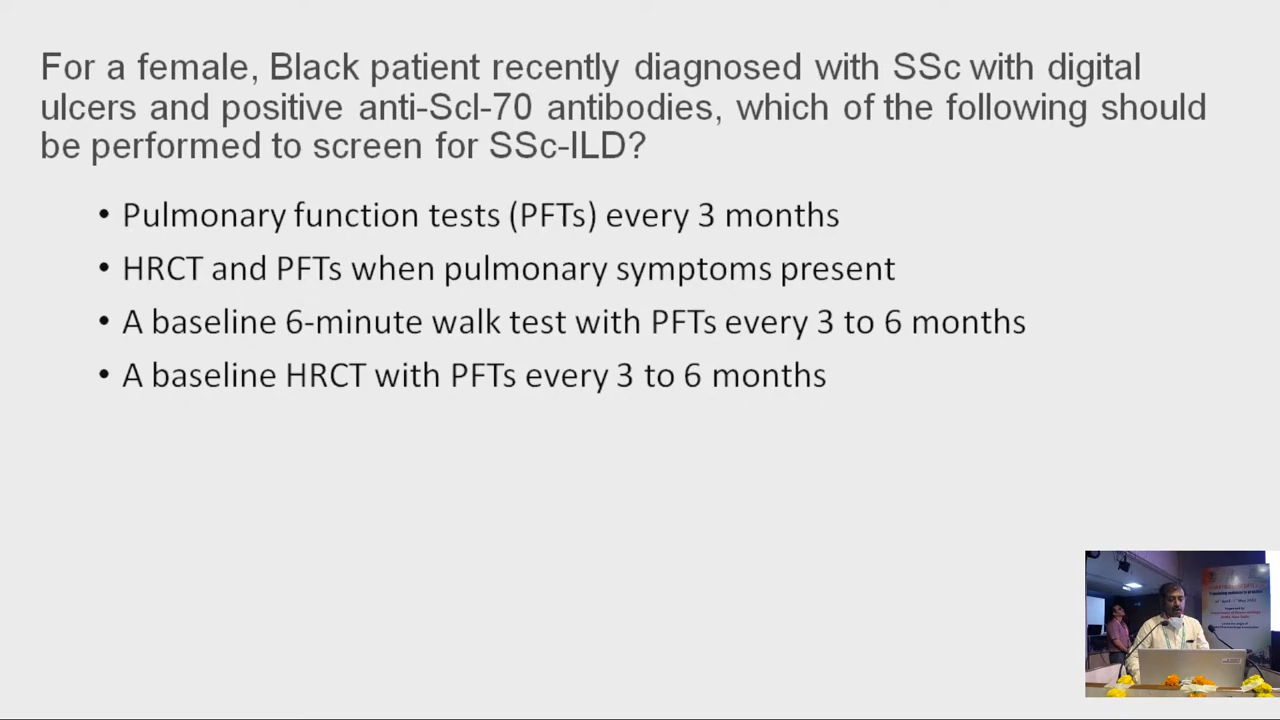 For a female, Black patient recently diagnosed with SSc with digital
ulcers and positive anti-Scl-70 antibodies, which of the following should
be performed to screen for SSc-ILD?
• Pulmonary function tests (PFTs) every 3 months
• HRCT and PFTs when pulmonary symptoms present
• A baseline 6-minute walk test with PFTs every 3 to 6 months
• A baseline HRCT with PFTs every 3 to 6 months